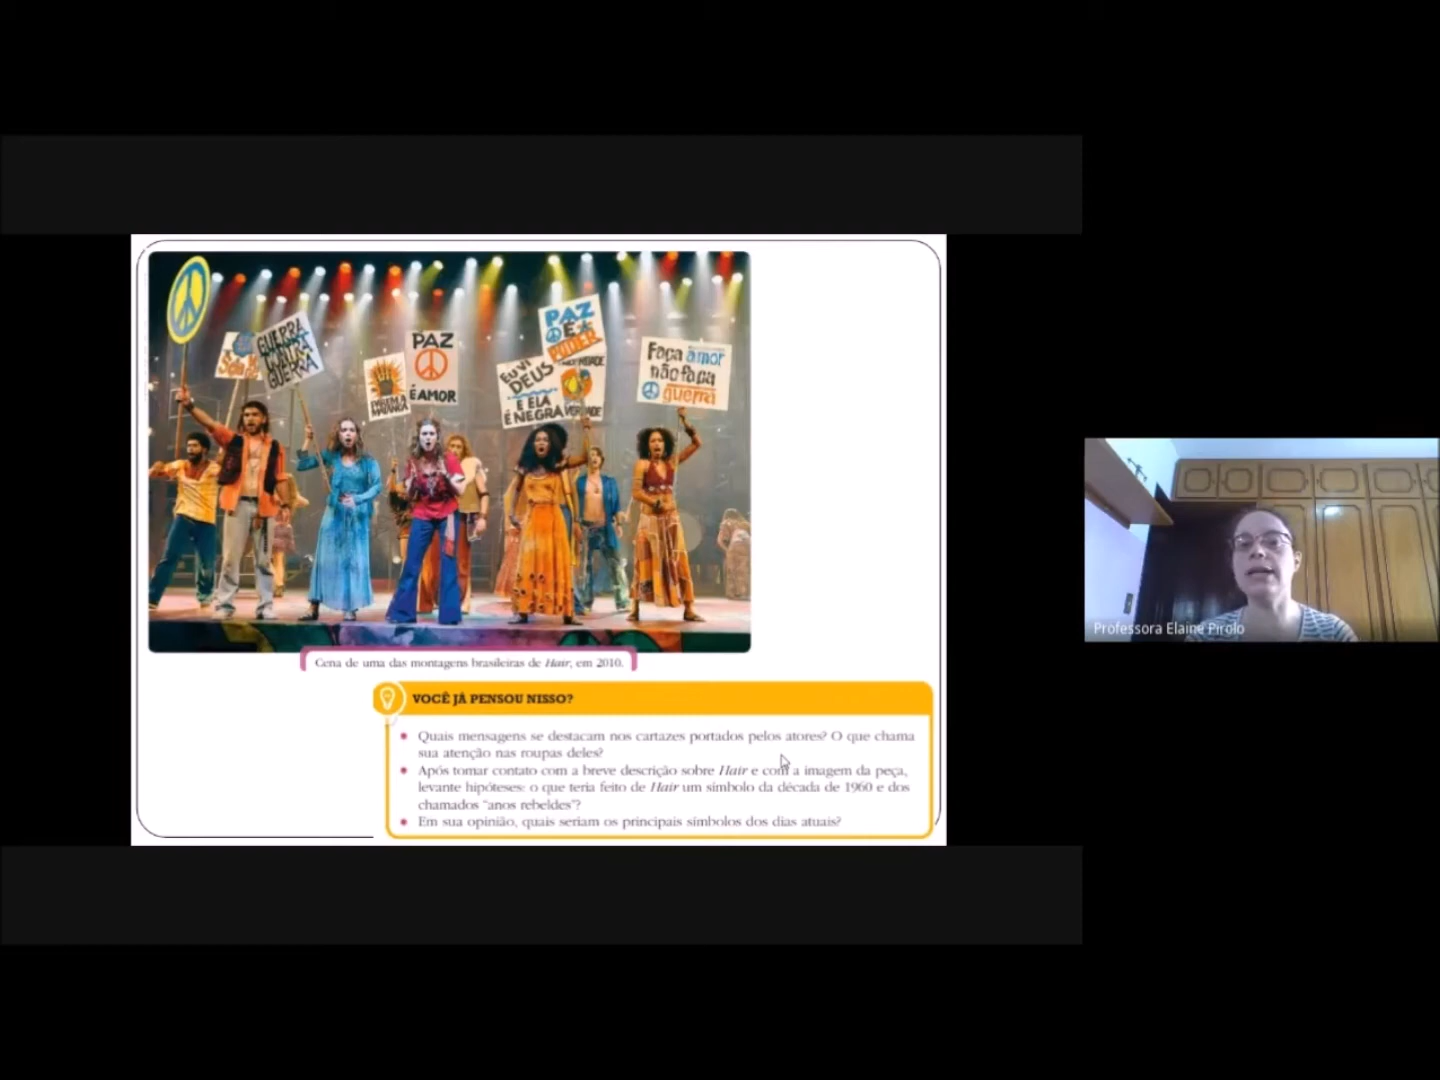 GUERRA
CONTRA
GUERRA
PAZ
É AMOR
EU VI
DEUS
E ELA
É NEGRA
PAZ
É
PODER
VERDADE
Faça amor
não faça
guerra
Cena de uma das montagens brasileiras de Hair, em 2010.
VOCÊ JÁ PENSOU NISSO?
• Quais mensagens se destacam nos cartazes portados pelos atores? O que chama
sua atenção nas roupas deles?
• Após tomar contato com a breve descrição sobre Hair e com a imagem da peça,
levante hipóteses: o que teria feito de Hair um símbolo da década de 1960 e dos
chamados “anos rebeldes”?
• Em sua opinião, quais seriam os principais símbolos dos dias atuais?
Professora Elaine Pirolo